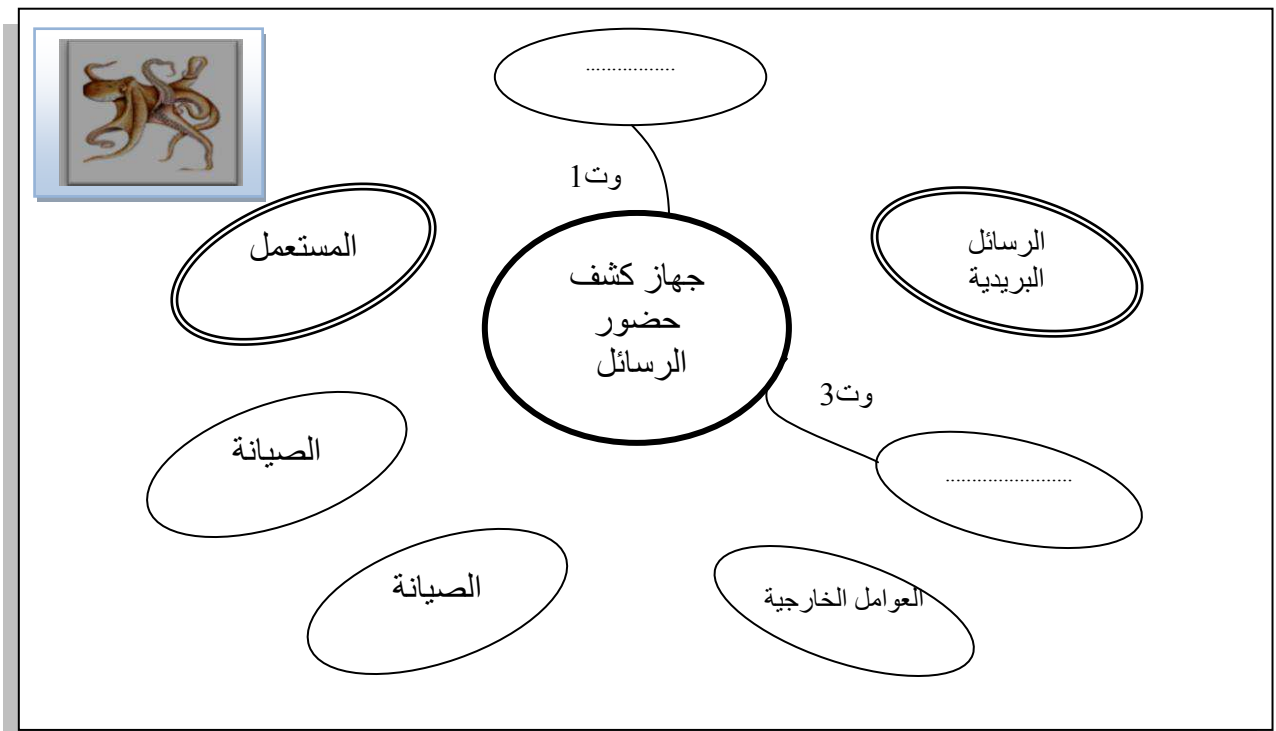 ................
وت1
المستعمل
جهاز كشف
حضور
الرسائل
الرسائل
البريدية
وت3
الصيانة
.......................
الصيانة
العوامل الخارجية